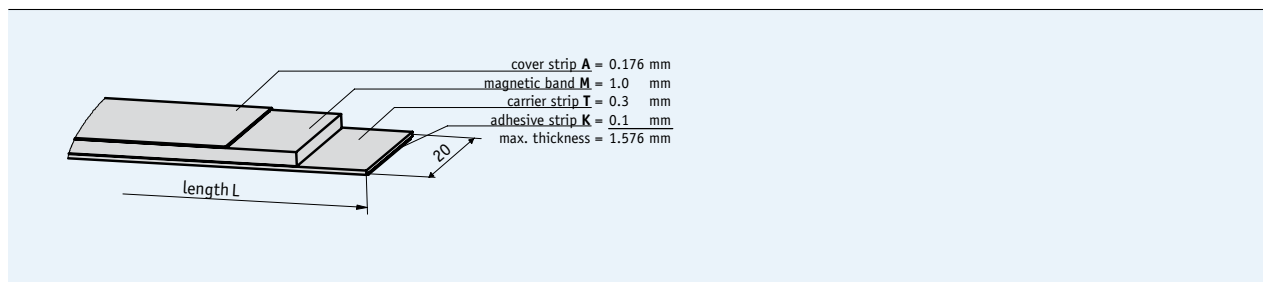 cover strip A = 0.176 mm
magnetic band M = 1.0 mm
carrier strip T = 0.3 mm
adhesive strip K = 0.1 mm
max. thickness = 1.576 mm
20
length L